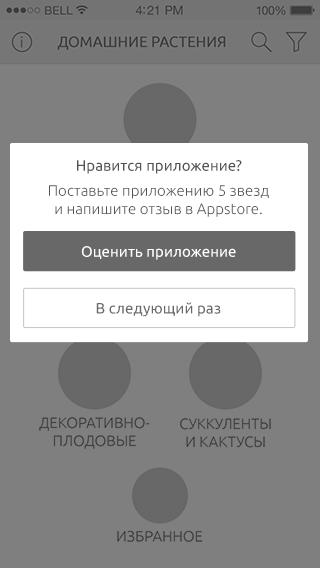 BELL 4:21 PM 100%
ДОМАШНИЕ РАСТЕНИЯ
Нравится приложение?
Поставьте приложению 5 звезд
и напишите отзыв в Appstore.
Оценить приложение
В следующий раз
ДЕКОРАТИВНО-
ПЛОДОВЫЕ
СУККУЛЕНТЫ
И КАКТУСЫ
ИЗБРАННОЕ